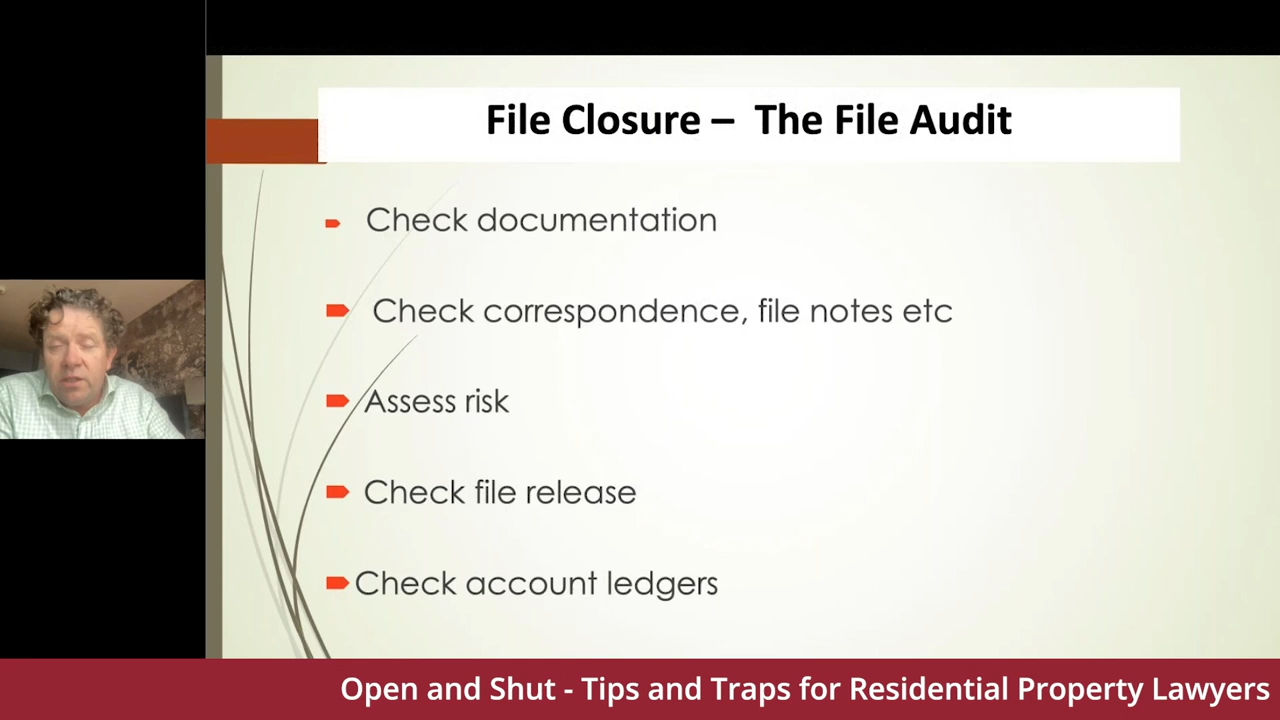 File Closure – The File Audit
Check documentation
Check correspondence, file notes etc
Assess risk
Check file release
Check account ledgers
Open and Shut - Tips and Traps for Residential Property Lawyers